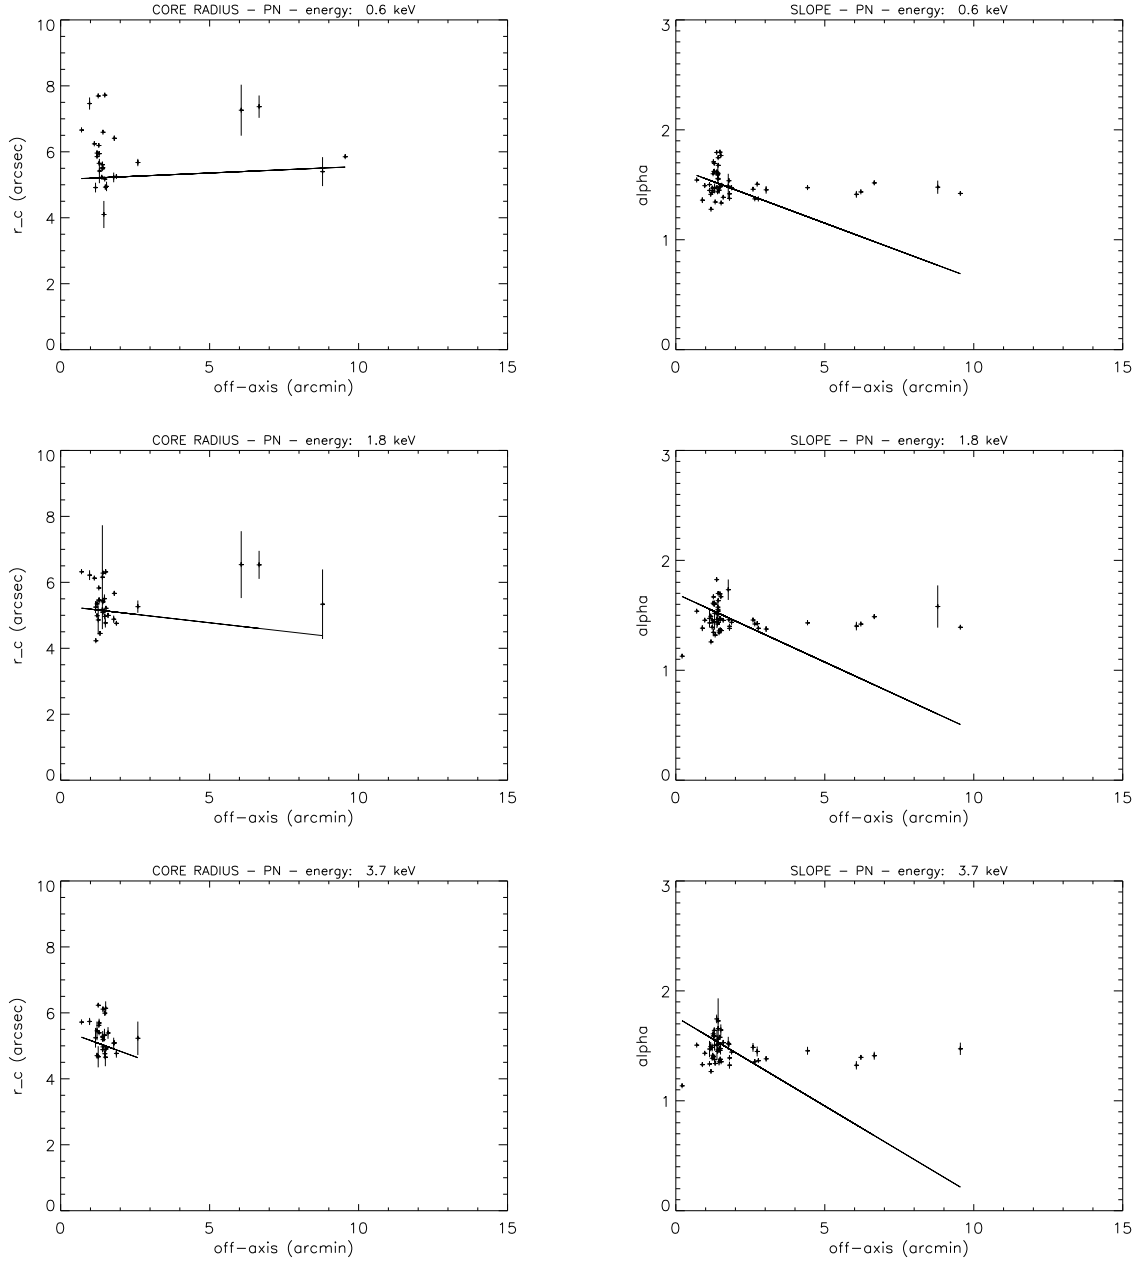 CORE RADIUS - PN - energy: 0.6 keV
10
8
6
4
2
0
r_c (arcsec)
0 5 10 15
off-axis (arcmin)
SLOPE - PN - energy: 0.6 keV
3
2
1
0
alpha
0 5 10 15
off-axis (arcmin)
CORE RADIUS - PN - energy: 1.8 keV
10
8
6
4
2
0
r_c (arcsec)
0 5 10 15
off-axis (arcmin)
SLOPE - PN - energy: 1.8 keV
3
2
1
0
alpha
0 5 10 15
off-axis (arcmin)
CORE RADIUS - PN - energy: 3.7 keV
10
8
6
4
2
0
r_c (arcsec)
0 5 10 15
off-axis (arcmin)
SLOPE - PN - energy: 3.7 keV
3
2
1
0
alpha
0 5 10 15
off-axis (arcmin)